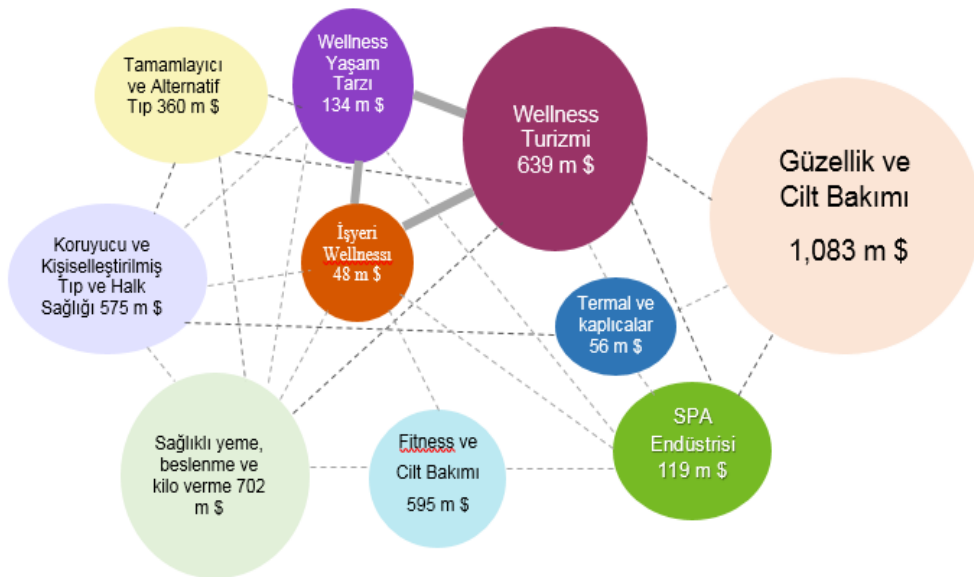 Tamamlayıcı
ve Alternatif
Tıp 360 m $
Wellness
Yaşam
Tarzı
134 m $
Wellness
Turizmi
639 m $
Güzellik ve
Cilt Bakımı
1,083 m $
Koruyucu ve
Kişiselleştirilmiş
Tıp ve Halk
Sağlığı 575 m $
İşyeri
Wellnessı
48 m $
Termal ve
kaplıcalar
56 m $
Sağlıklı yeme,
beslenme ve
kilo verme 702
m $
Fitness ve
Cilt Bakımı
595 m $
SPA
Endüstrisi
119 m $